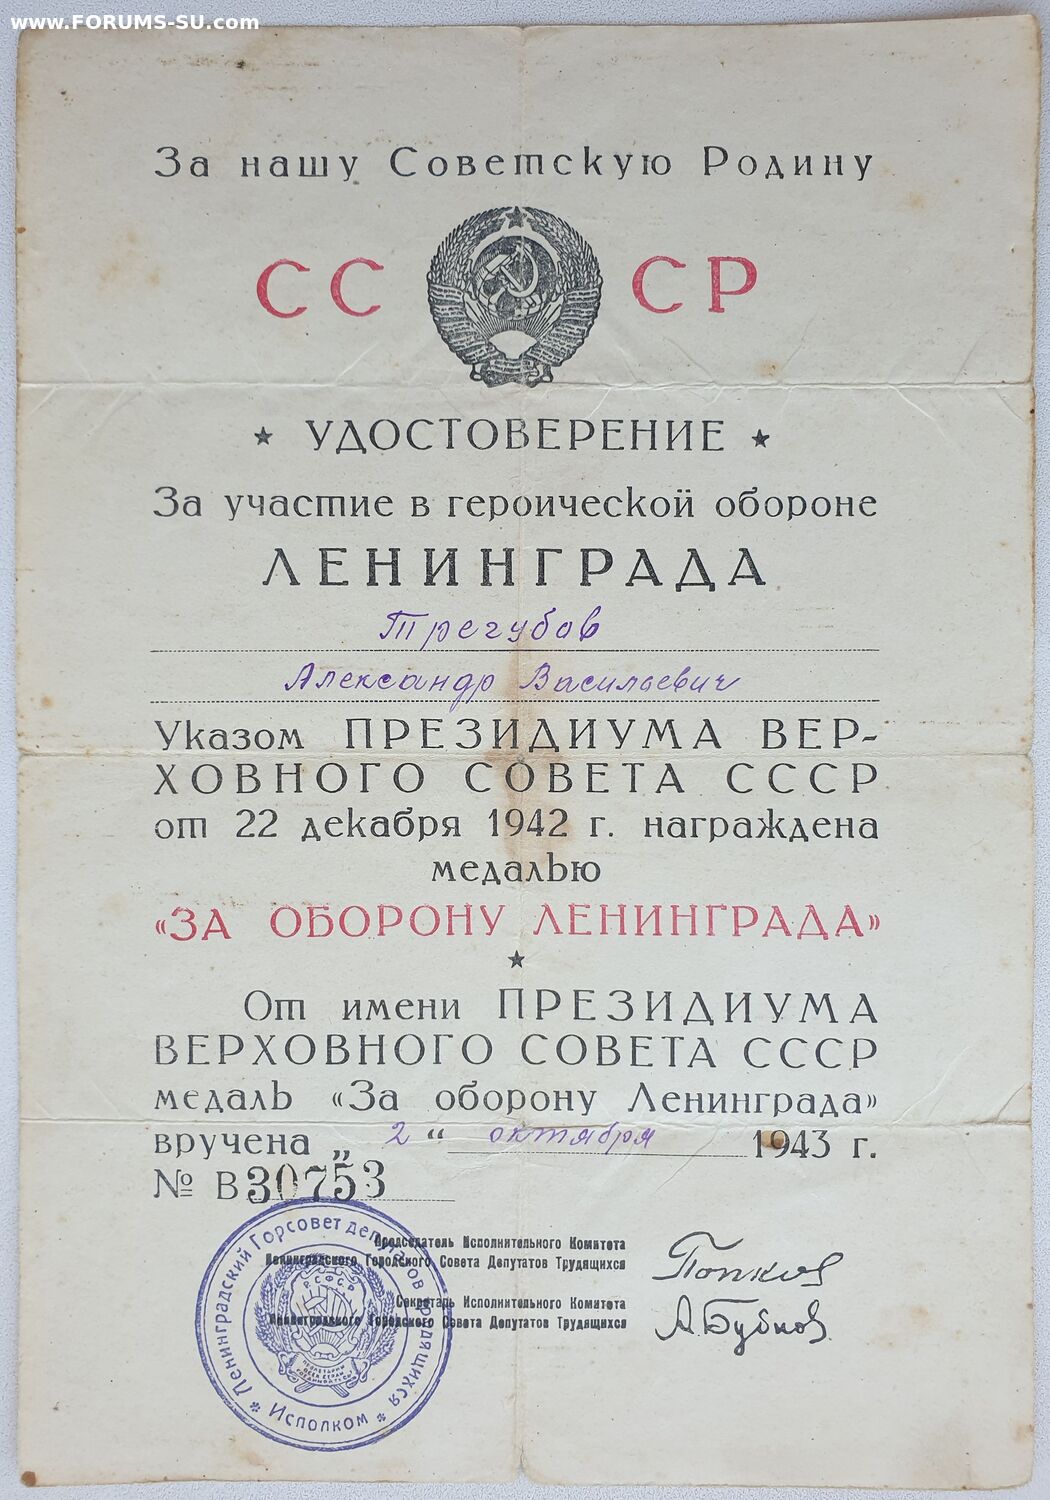 www.FORUMS-SU.com
За нашу Советскую Родину
СС СР
★ УДОСТОВЕРЕНИЕ ★
За участие в героической обороне
ЛЕНИНГРАДА
Трегубов
Александр Васильевич
Указом ПРЕЗИДИУМА ВЕР-
ХОВНОГО СОВЕТА СССР
от 22 декабря 1942 г. награждена
медалью
«ЗА ОБОРОНУ ЛЕНИНГРАДА»
★
От имени ПРЕЗИДИУМА
ВЕРХОВНОГО СОВЕТА СССР
медаль «За оборону Ленинграда»
вручена „ 2 “ октября 1943 г.
№ В 30753
Председатель Исполнительного Комитета
Ленинградского Городского Совета Депутатов Трудящихся
Попков
Секретарь Исполнительного Комитета
Ленинградского Городского Совета Депутатов Трудящихся
А. Бубнов
Ленинградский Горсовет депутатов трудящихся
* Исполком *
РСФСР